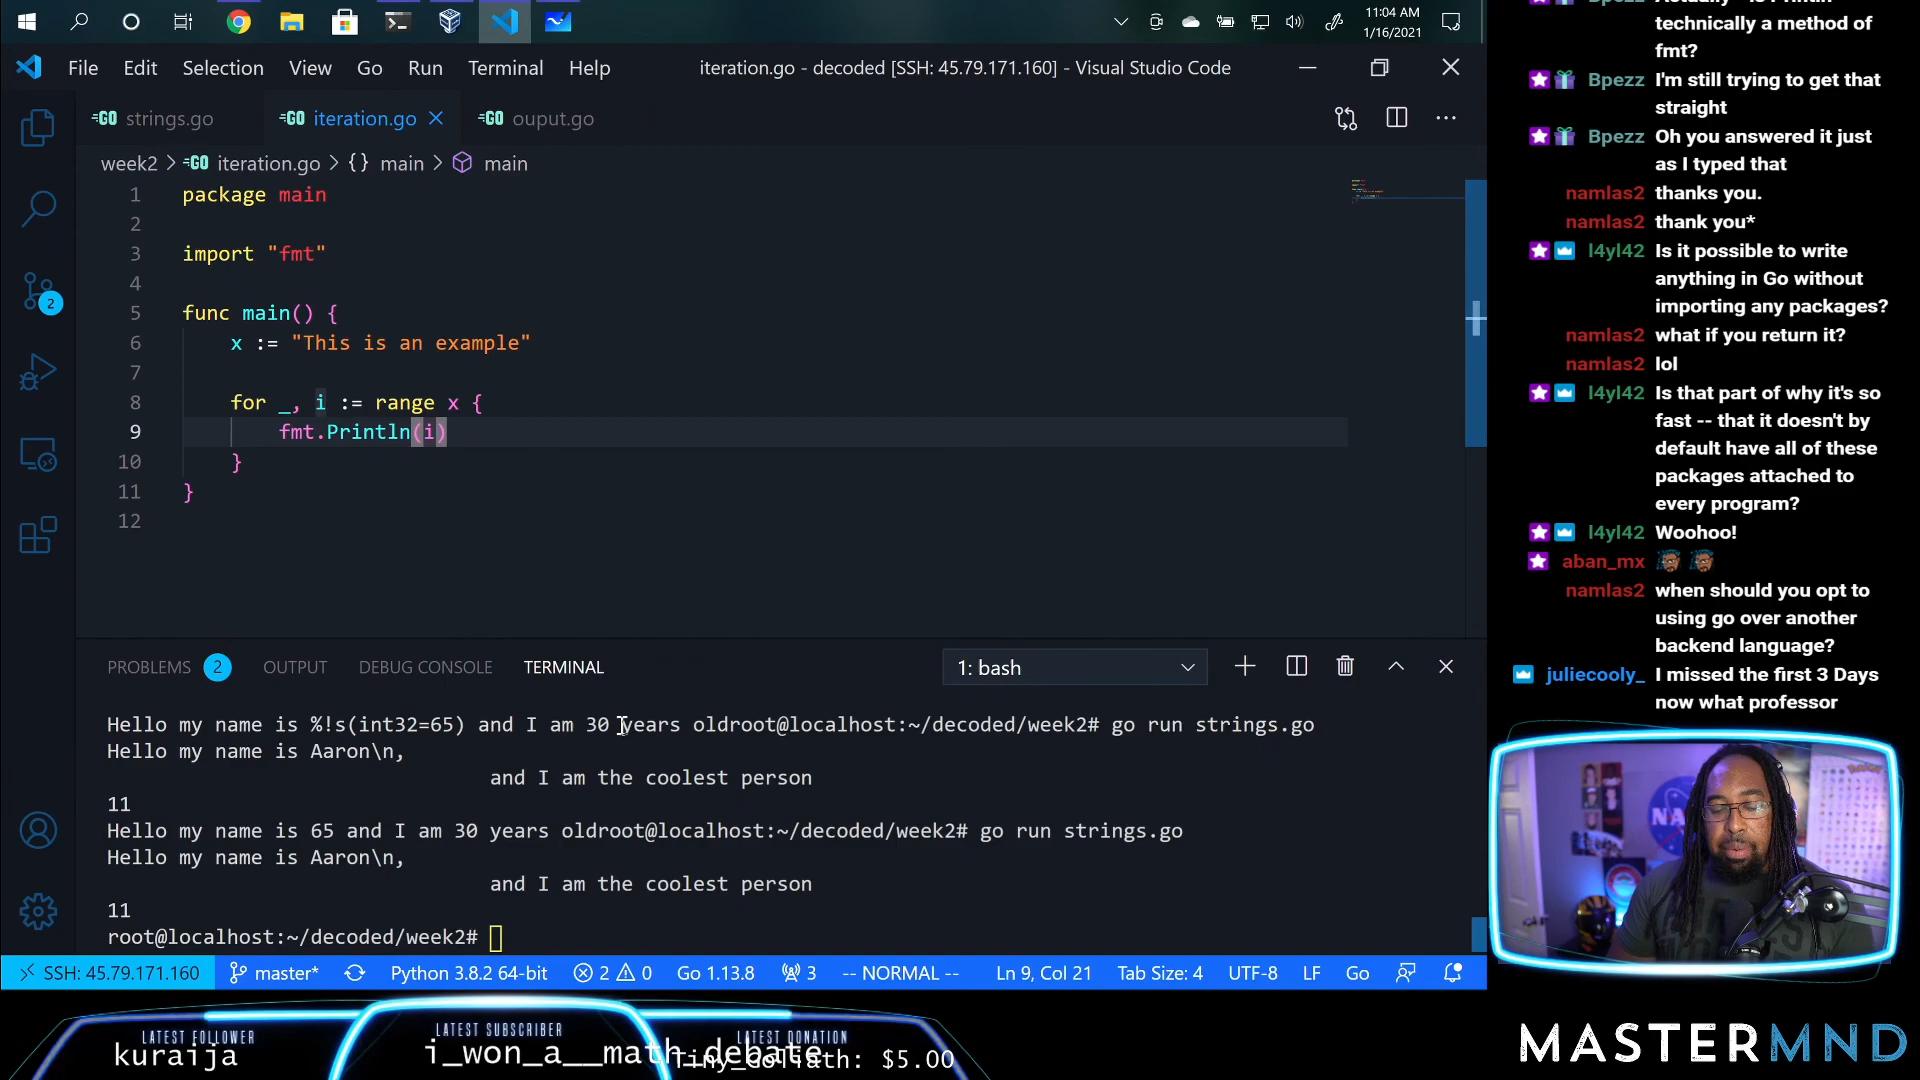 11:04 AM
1/16/2021
File Edit Selection View Go Run Terminal Help
iteration.go - decoded [SSH: 45.79.171.160] - Visual Studio Code
strings.go
iteration.go
ouput.go
week2 > iteration.go > {} main > main
1 package main
2
3 import "fmt"
4
5 func main() {
6 x := "This is an example"
7
8 for _, i := range x {
9 fmt.Println(i)
10 }
11 }
12
PROBLEMS 2 OUTPUT DEBUG CONSOLE TERMINAL
1: bash
Hello my name is %!s(int32=65) and I am 30 years oldroot@localhost:~/decoded/week2# go run strings.go
Hello my name is Aaron\n,
and I am the coolest person
11
Hello my name is 65 and I am 30 years oldroot@localhost:~/decoded/week2# go run strings.go
Hello my name is Aaron\n,
and I am the coolest person
11
root@localhost:~/decoded/week2#
2
SSH: 45.79.171.160 master* Python 3.8.2 64-bit 2 0 Go 1.13.8 3 -- NORMAL -- Ln 9, Col 21 Tab Size: 4 UTF-8 LF Go
technically a method of
fmt?
Bpezz I'm still trying to get that
straight
Bpezz Oh you answered it just
as I typed that
namlas2 thanks you.
namlas2 thank you*
l4yl42 Is it possible to write
anything in Go without
importing any packages?
namlas2 what if you return it?
namlas2 lol
l4yl42 Is that part of why it's so
fast -- that it doesn't by
default have all of these
packages attached to
every program?
l4yl42 Woohoo!
aban_mx
namlas2 when should you opt to
using go over another
backend language?
juliecooly_ I missed the first 3 Days
now what professor
LATEST FOLLOWER
kuraija
LATEST SUBSCRIBER
i_won_a__math_debate
LATEST DONATION
Tiny_Goliath: $5.00
MASTERMND